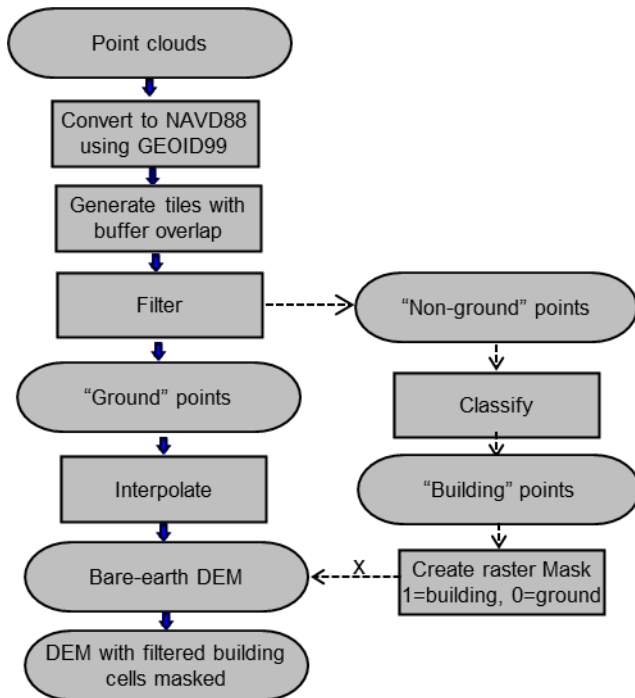 Point clouds
Convert to NAVD88
using GEOID99
Generate tiles with
buffer overlap
Filter
“Non-ground” points
“Ground” points
Classify
Interpolate
“Building” points
Bare-earth DEM
X
Create raster Mask
1=building, 0=ground
DEM with filtered building
cells masked